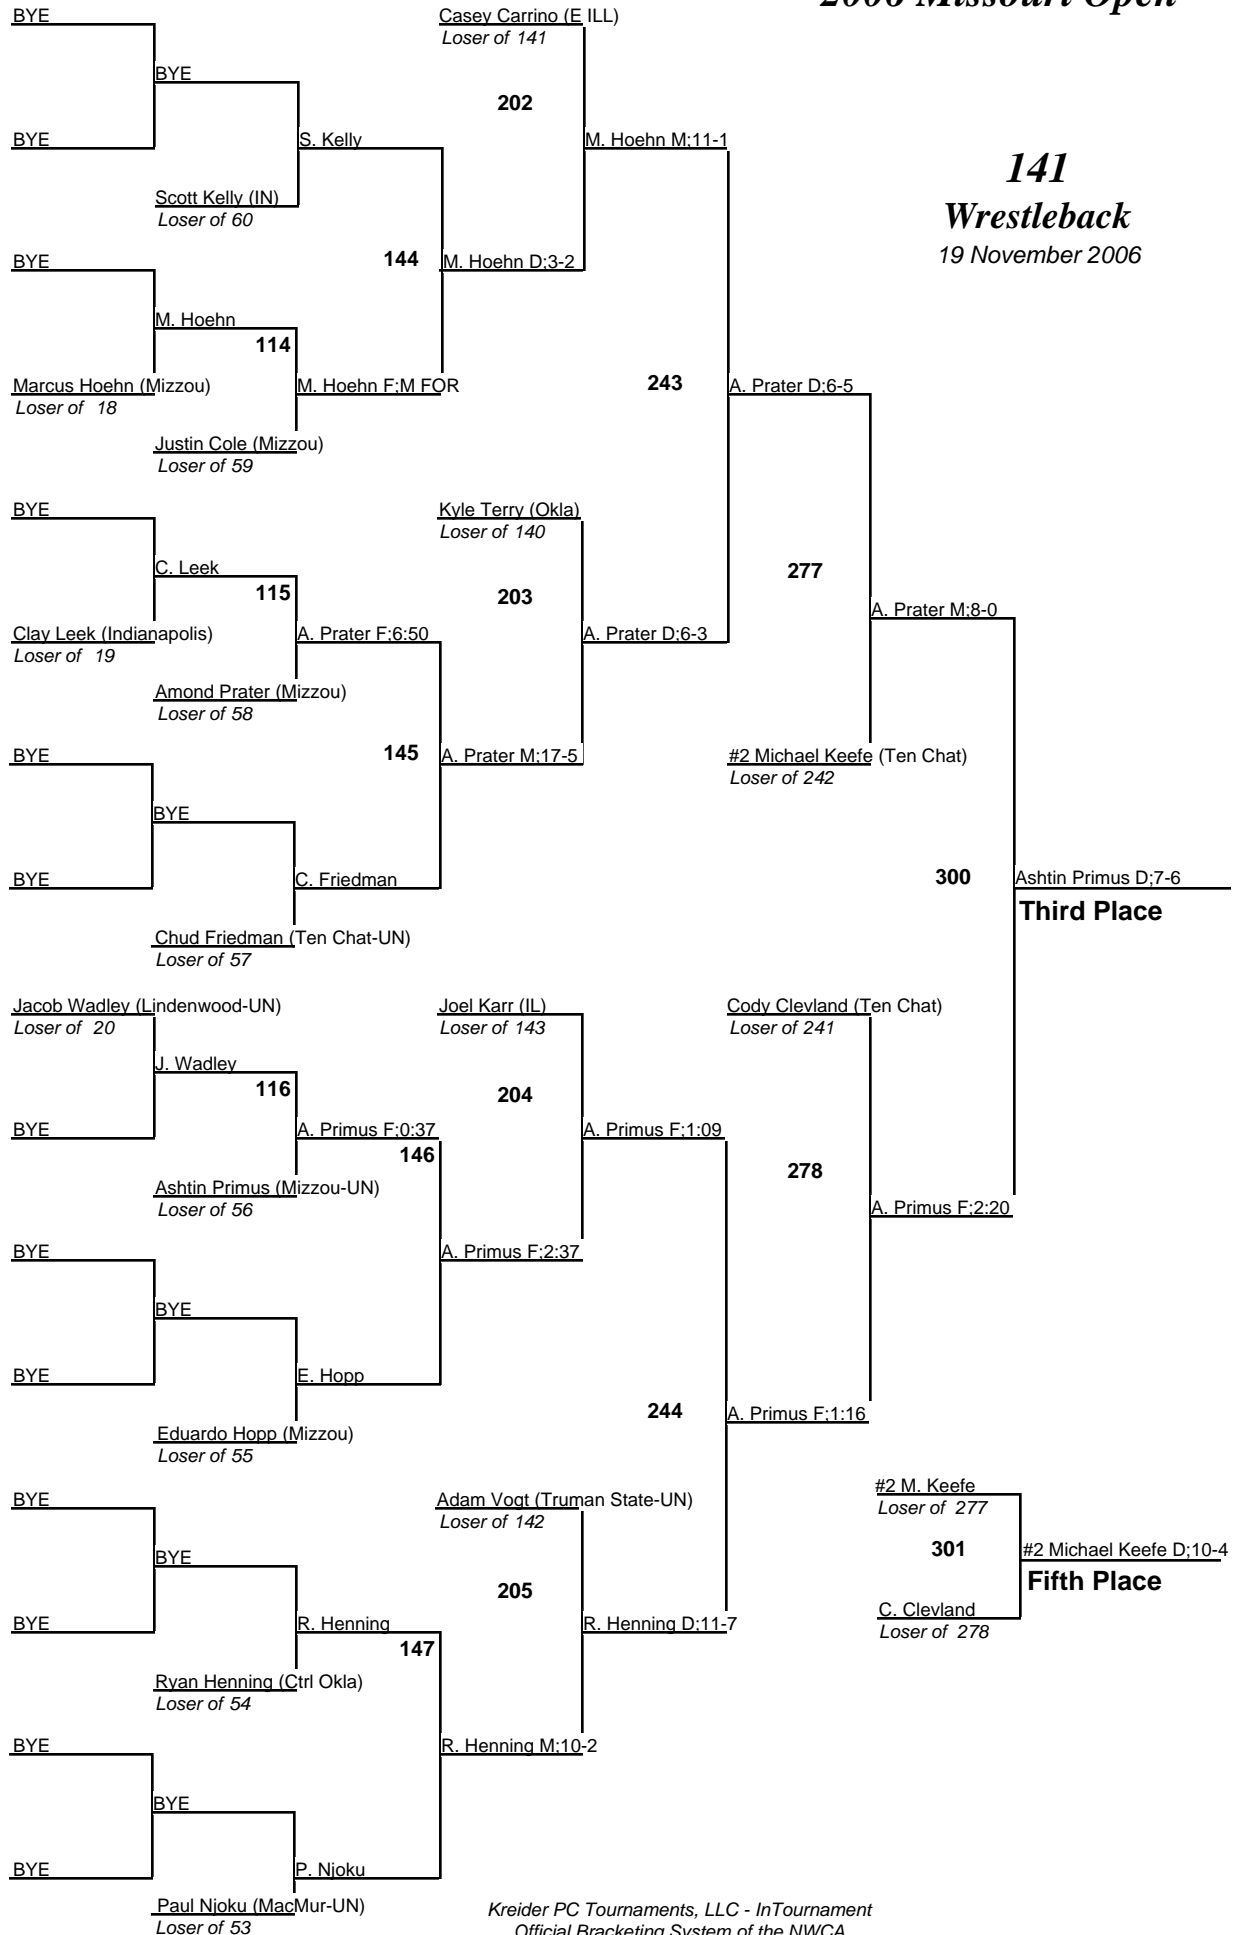 2006 Missouri Open
BYE
Casey Carrino (E ILL)
Loser of 141
BYE
202
BYE
S. Kelly
M. Hoehn M;11-1
141
Wrestleback
19 November 2006
Scott Kelly (IN)
Loser of 60
BYE
144
M. Hoehn D;3-2
M. Hoehn
114
Marcus Hoehn (Mizzou)
Loser of 18
M. Hoehn F;M FOR
243
A. Prater D;6-5
Justin Cole (Mizzou)
Loser of 59
BYE
Kyle Terry (Okla)
Loser of 140
C. Leek
115
203
277
A. Prater M;8-0
Clay Leek (Indianapolis)
Loser of 19
A. Prater F;6:50
A. Prater D;6-3
Amond Prater (Mizzou)
Loser of 58
BYE
145
A. Prater M;17-5
#2 Michael Keefe (Ten Chat)
Loser of 242
BYE
BYE
C. Friedman
300
Ashtin Primus D;7-6
Third Place
Chud Friedman (Ten Chat-UN)
Loser of 57
Jacob Wadley (Lindenwood-UN)
Loser of 20
Joel Karr (IL)
Loser of 143
Cody Clevland (Ten Chat)
Loser of 241
J. Wadley
116
204
BYE
A. Primus F;0:37
146
A. Primus F;1:09
278
Ashtin Primus (Mizzou-UN)
Loser of 56
A. Primus F;2:20
BYE
A. Primus F;2:37
BYE
BYE
E. Hopp
244
A. Primus F;1:16
Eduardo Hopp (Mizzou)
Loser of 55
#2 M. Keefe
Loser of 277
BYE
Adam Vogt (Truman State-UN)
Loser of 142
301
#2 Michael Keefe D;10-4
Fifth Place
BYE
205
C. Clevland
Loser of 278
BYE
R. Henning
147
R. Henning D;11-7
Ryan Henning (Ctrl Okla)
Loser of 54
BYE
R. Henning M;10-2
BYE
BYE
P. Njoku
Paul Njoku (MacMur-UN)
Loser of 53
Kreider PC Tournaments, LLC - InTournament
Official Bracketing System of the NWCA